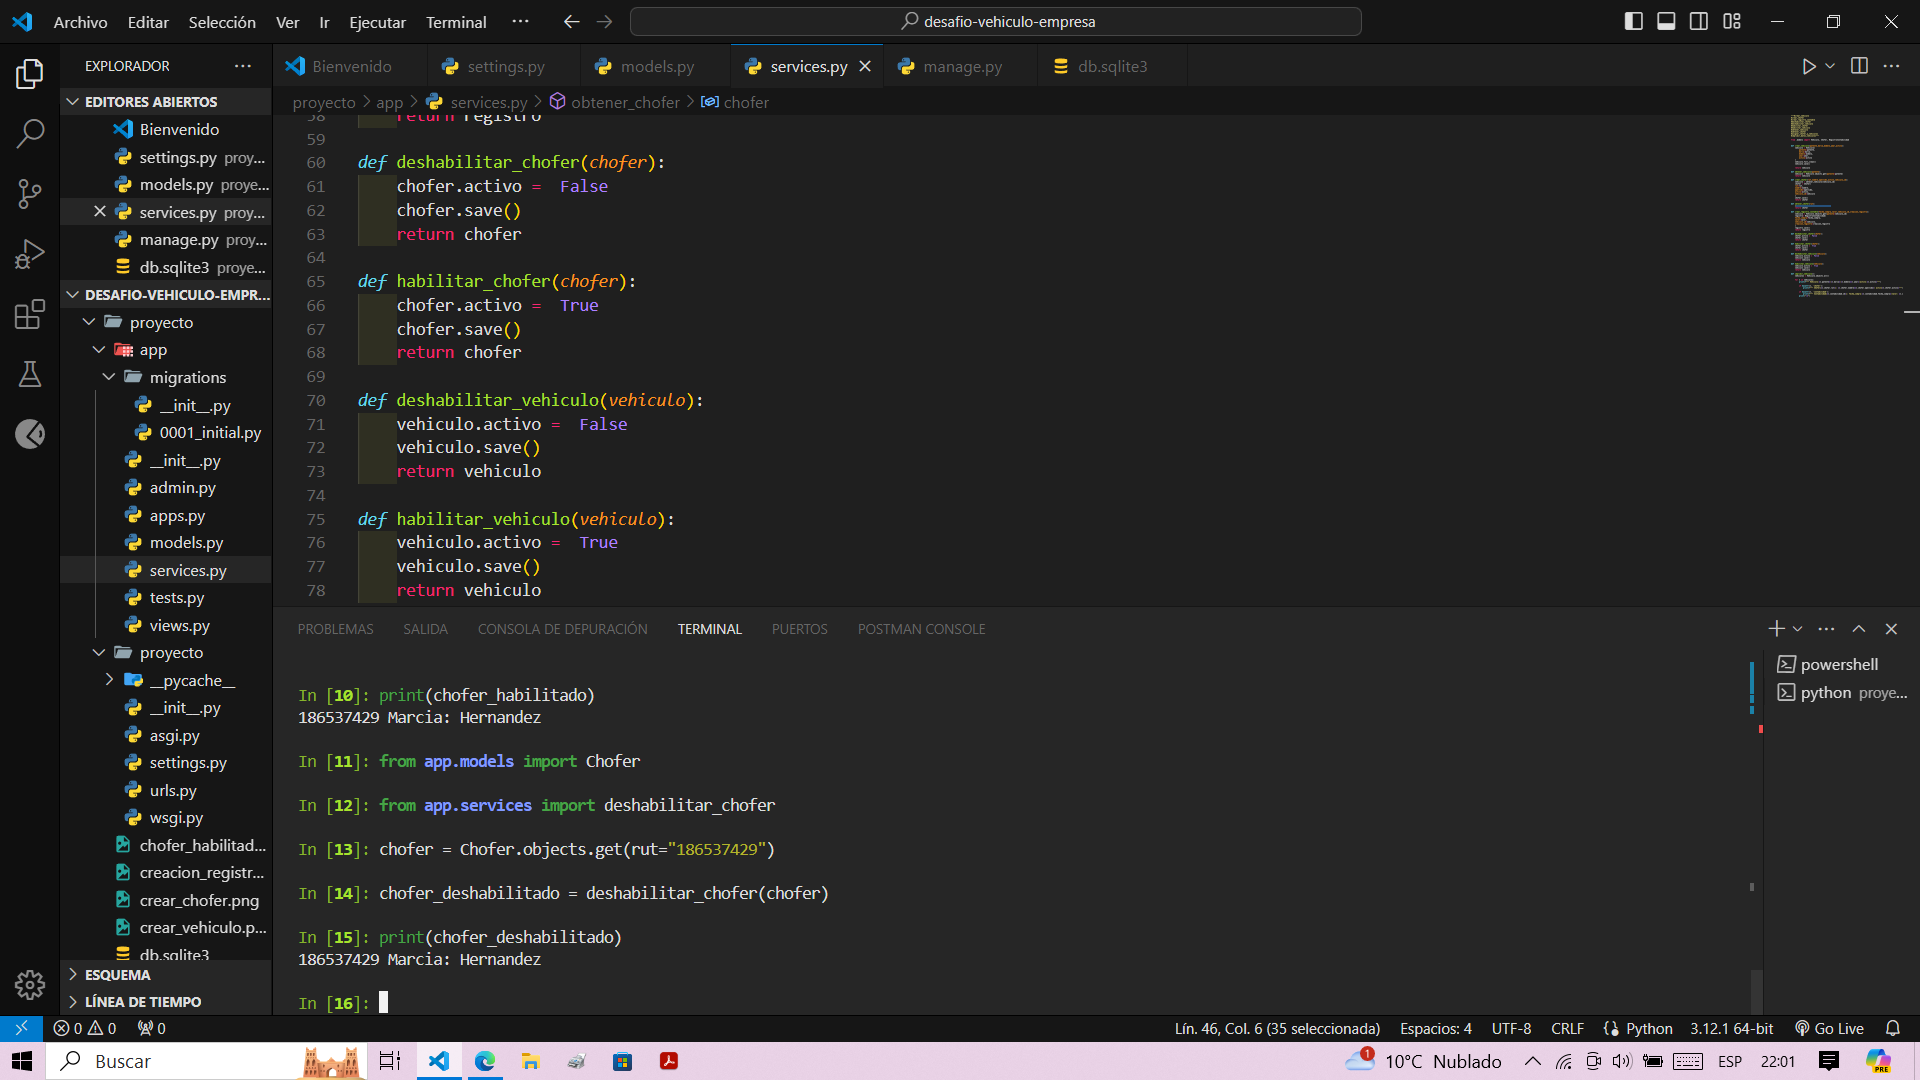 Archivo Editar Selección Ver Ir Ejecutar Terminal ··· desafio-vehiculo-empresa
EXPLORADOR
EDITORES ABIERTOS
Bienvenido
settings.py proy...
models.py proye...
services.py proy...
manage.py proy...
db.sqlite3 proye...
DESAFIO-VEHICULO-EMPR...
proyecto
app
migrations
__init__.py
0001_initial.py
__init__.py
admin.py
apps.py
models.py
services.py
tests.py
views.py
proyecto
__pycache__
__init__.py
asgi.py
settings.py
urls.py
wsgi.py
chofer_habilitad...
creacion_registr...
crear_chofer.png
crear_vehiculo.p...
db.sqlite3
ESQUEMA
LÍNEA DE TIEMPO
Bienvenido settings.py models.py services.py manage.py db.sqlite3
proyecto > app > services.py > obtener_chofer > chofer
58 return registro
59
60 def deshabilitar_chofer(chofer):
61 chofer.activo = False
62 chofer.save()
63 return chofer
64
65 def habilitar_chofer(chofer):
66 chofer.activo = True
67 chofer.save()
68 return chofer
69
70 def deshabilitar_vehiculo(vehiculo):
71 vehiculo.activo = False
72 vehiculo.save()
73 return vehiculo
74
75 def habilitar_vehiculo(vehiculo):
76 vehiculo.activo = True
77 vehiculo.save()
78 return vehiculo
PROBLEMAS SALIDA CONSOLA DE DEPURACIÓN TERMINAL PUERTOS POSTMAN CONSOLE
powershell
python proye...
In [10]: print(chofer_habilitado)
186537429 Marcia: Hernandez
In [11]: from app.models import Chofer
In [12]: from app.services import deshabilitar_chofer
In [13]: chofer = Chofer.objects.get(rut="186537429")
In [14]: chofer_deshabilitado = deshabilitar_chofer(chofer)
In [15]: print(chofer_deshabilitado)
186537429 Marcia: Hernandez
In [16]:
0 0 0 Lín. 46, Col. 6 (35 seleccionada) Espacios: 4 UTF-8 CRLF Python 3.12.1 64-bit Go Live
Buscar 1 10°C Nublado ESP 22:01 PRE